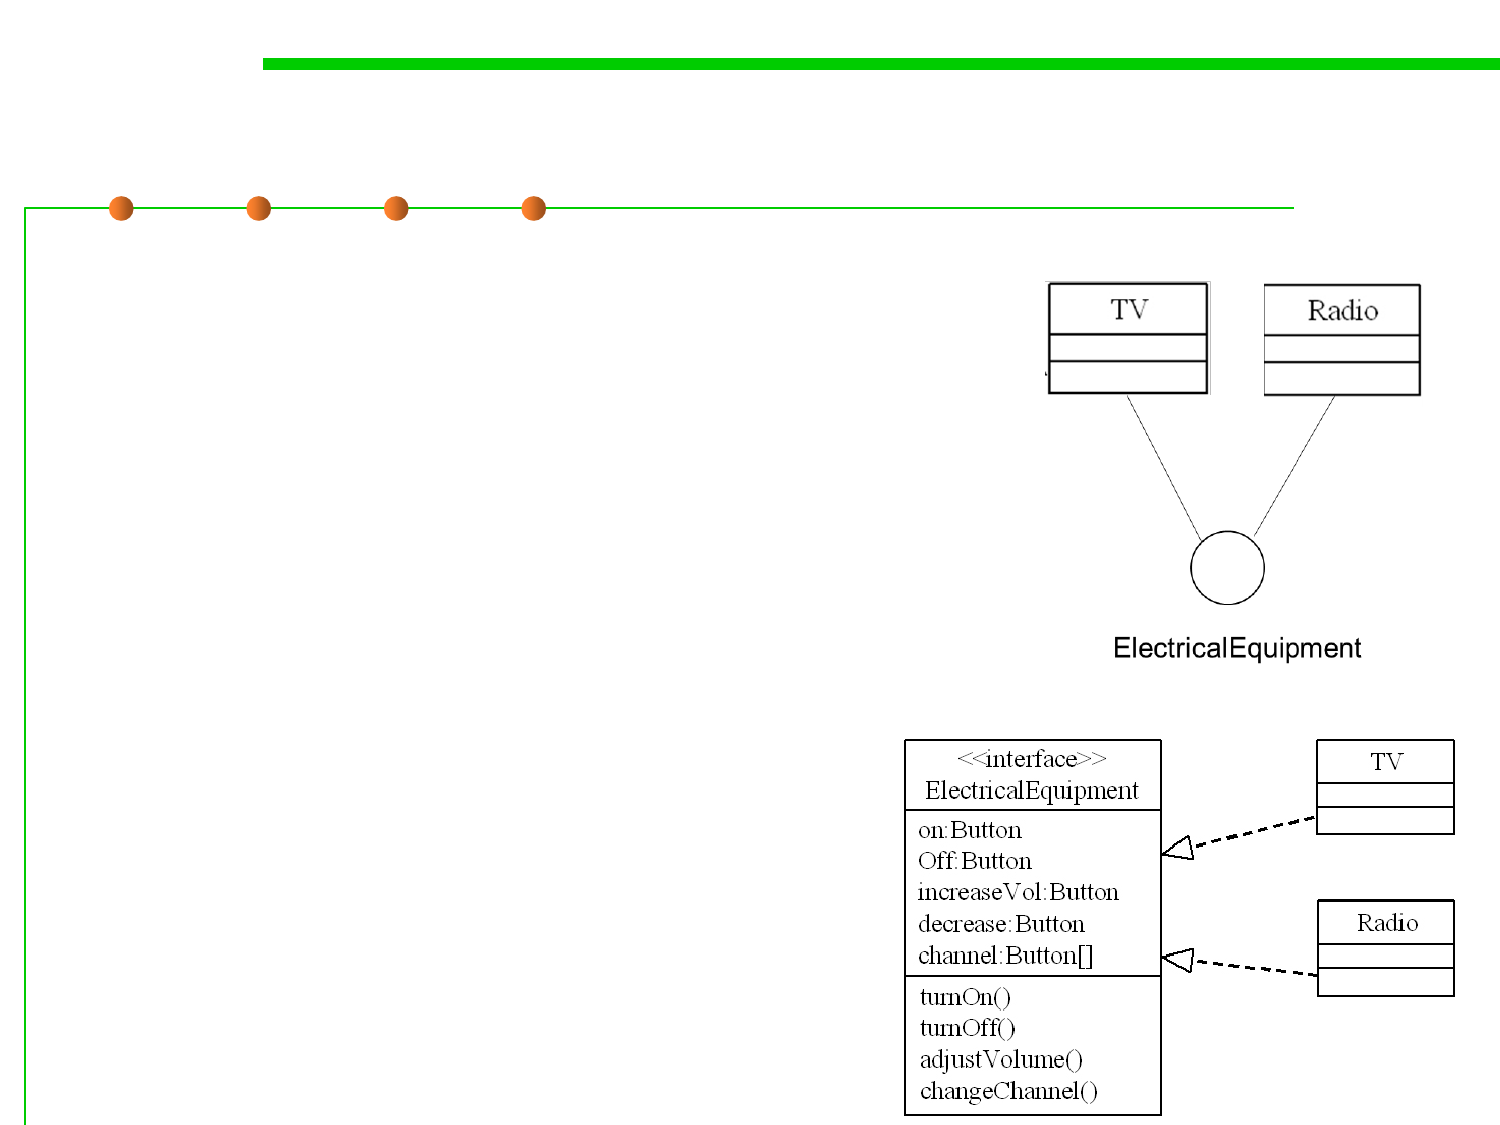 TV
Radio
ElectricalEquipment
<<interface>>
ElectricalEquipment
on:Button
Off:Button
increaseVol:Button
decrease:Button
channel:Button[]
turnOn()
turnOff()
adjustVolume()
changeChannel()
TV
Radio